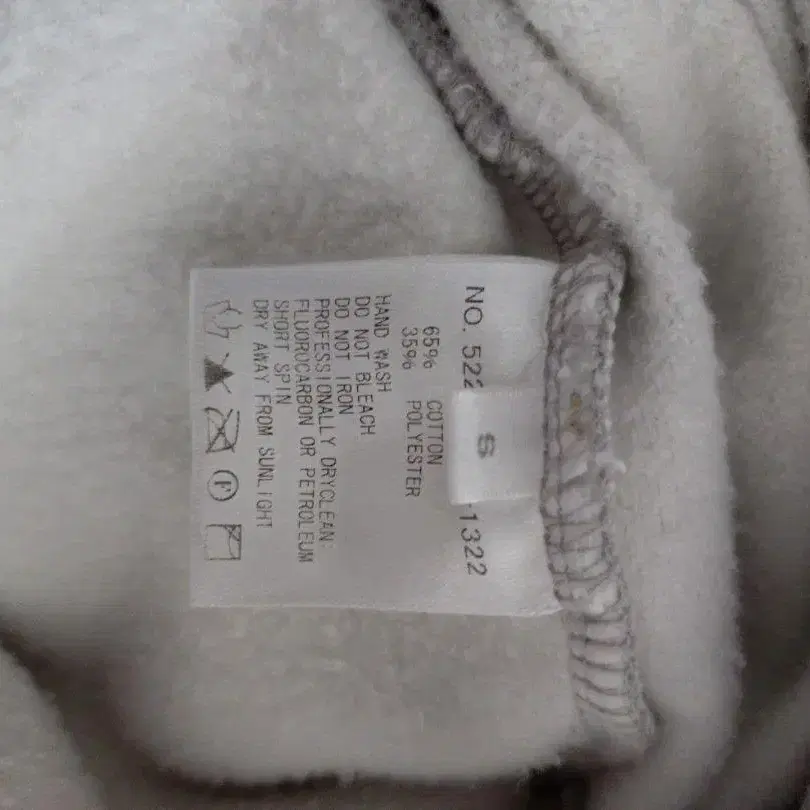 NO. 522 -1322
S
65% COTTON
35% POLYESTER
HAND WASH
DO NOT BLEACH
DO NOT IRON
PROFESSIONALLY DRYCLEAN:
FLUORUCARBON OR PETROLEUM
SHORT SPIN
DRY AWAY FROM SUNLIGHT
F